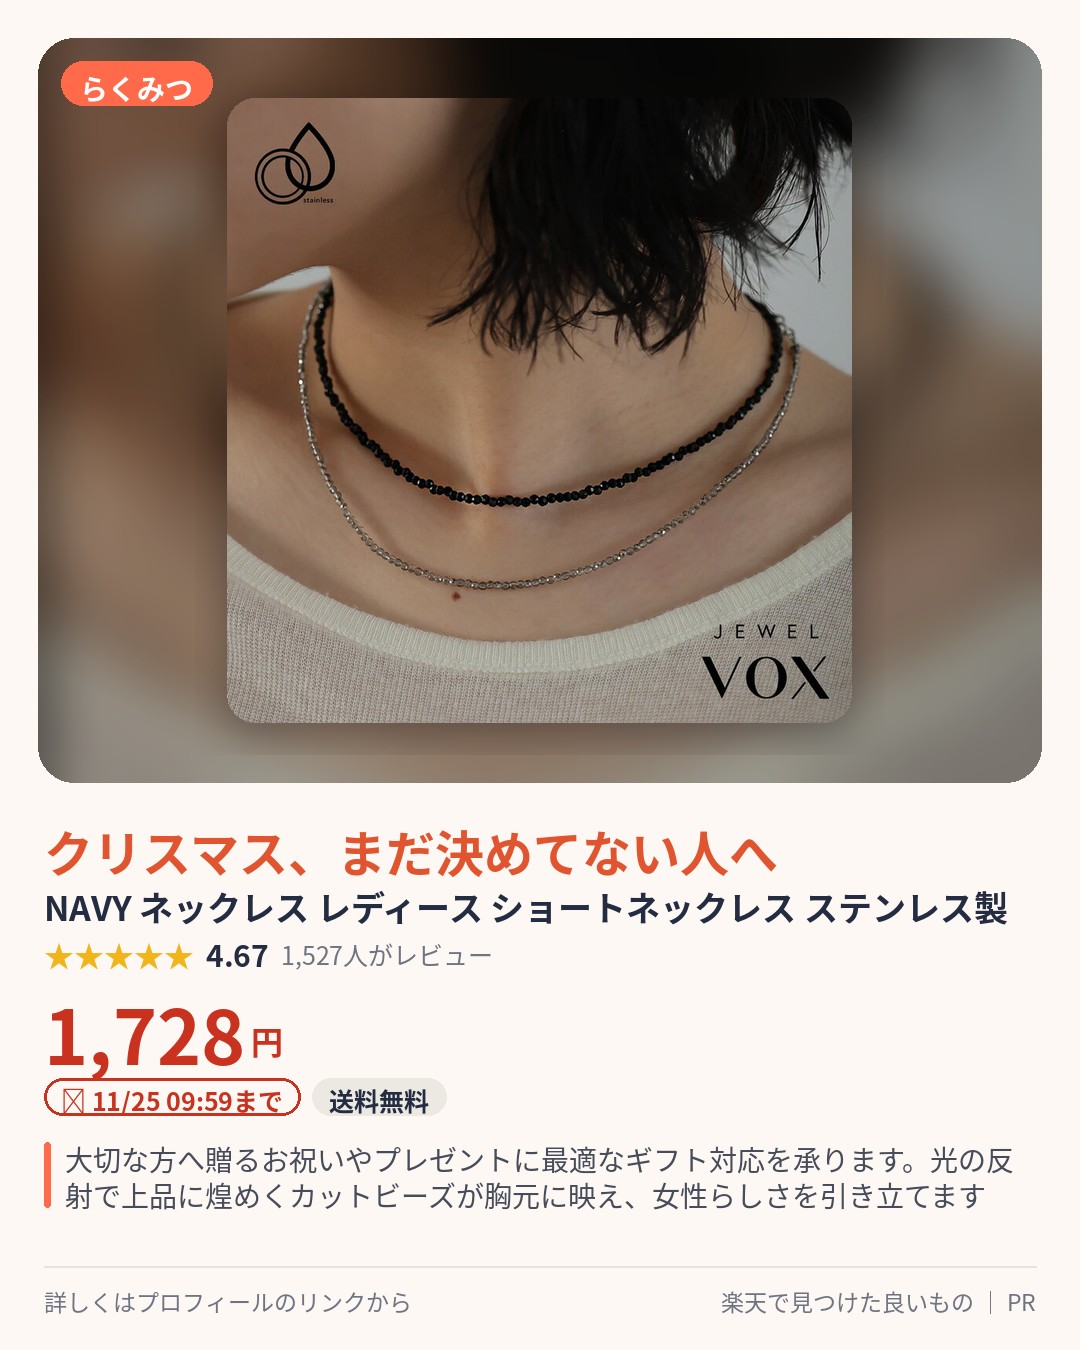 らくみつ
stainless
JEWEL
VOX
クリスマス、まだ決めてない人へ
NAVY ネックレス レディース ショートネックレス ステンレス製
★★★★★ 4.67 1,527人がレビュー
1,728円
11/25 09:59まで 送料無料
大切な方へ贈るお祝いやプレゼントに最適なギフト対応を承ります。光の反
射で上品に煌めくカットビーズが胸元に映え、女性らしさを引き立てます
詳しくはプロフィールのリンクから
楽天で見つけた良いもの | PR